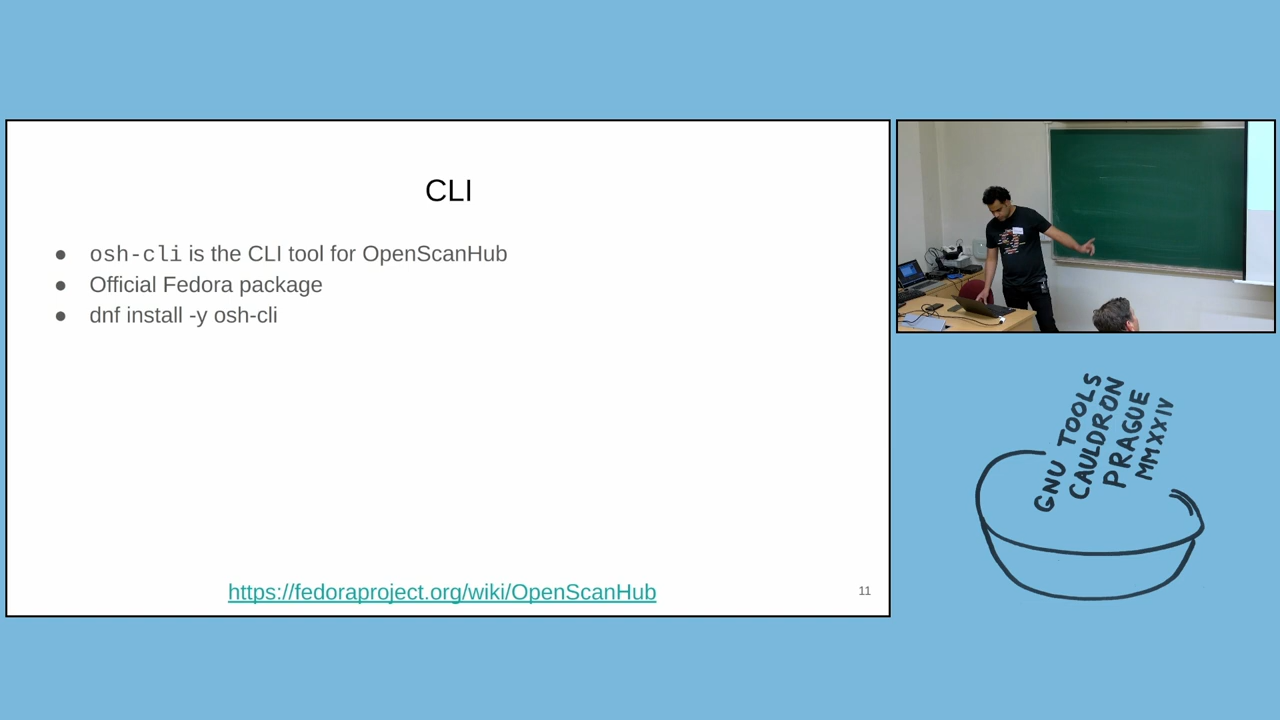 CLI
● osh-cli is the CLI tool for OpenScanHub
● Official Fedora package
● dnf install -y osh-cli
https://fedoraproject.org/wiki/OpenScanHub
11
GNU TOOLS
CAULDRON
PRAGUE
MMXXIV